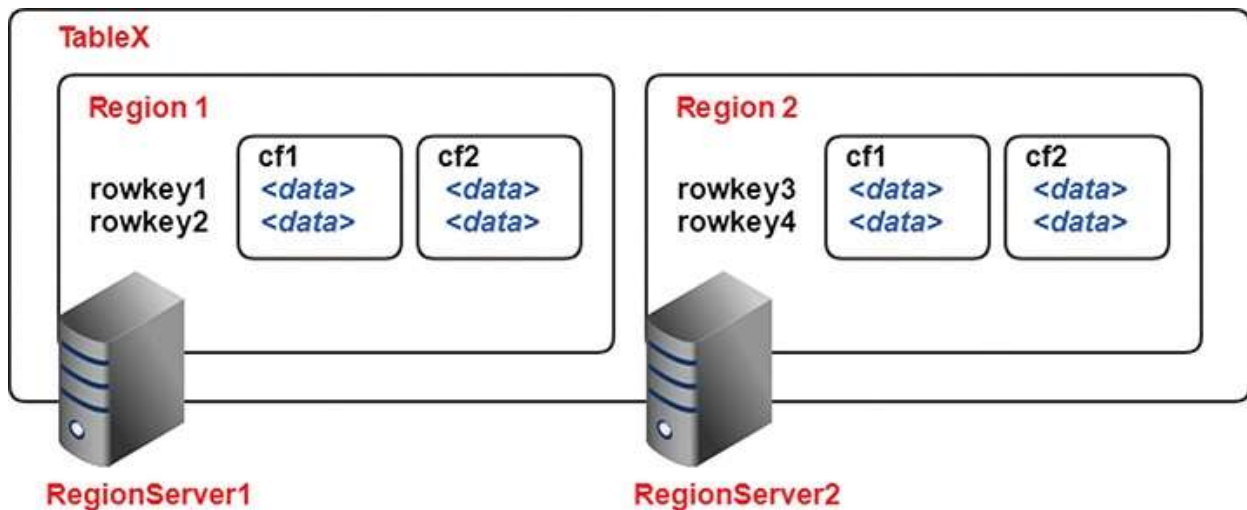 TableX
Region 1
cf1 cf2
rowkey1 <data> <data>
rowkey2 <data> <data>
Region 2
cf1 cf2
rowkey3 <data> <data>
rowkey4 <data> <data>
RegionServer1
RegionServer2